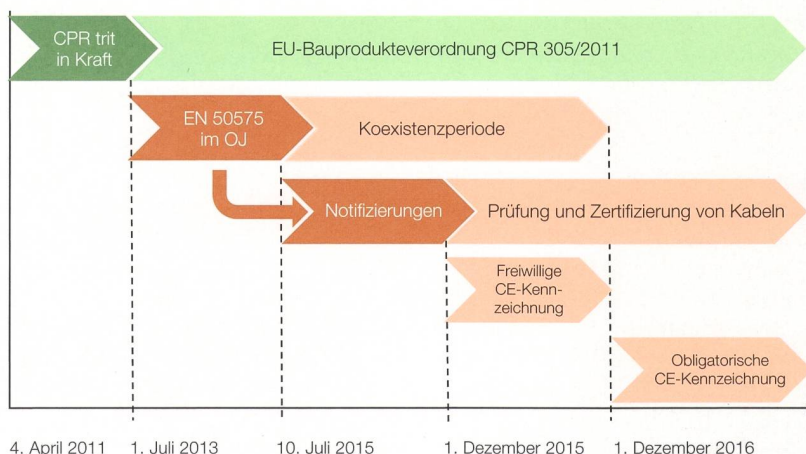 CPR trit
in Kraft
EU-Bauprodukteverordnung CPR 305/2011
EN 50575
im OJ
Koexistenzperiode
Notifizierungen
Prüfung und Zertifizierung von Kabeln
Freiwillige
CE-Kenn-
zeichnung
Obligatorische
CE-Kennzeichnung
4. April 2011
1. Juli 2013
10. Juli 2015
1. Dezember 2015
1. Dezember 2016